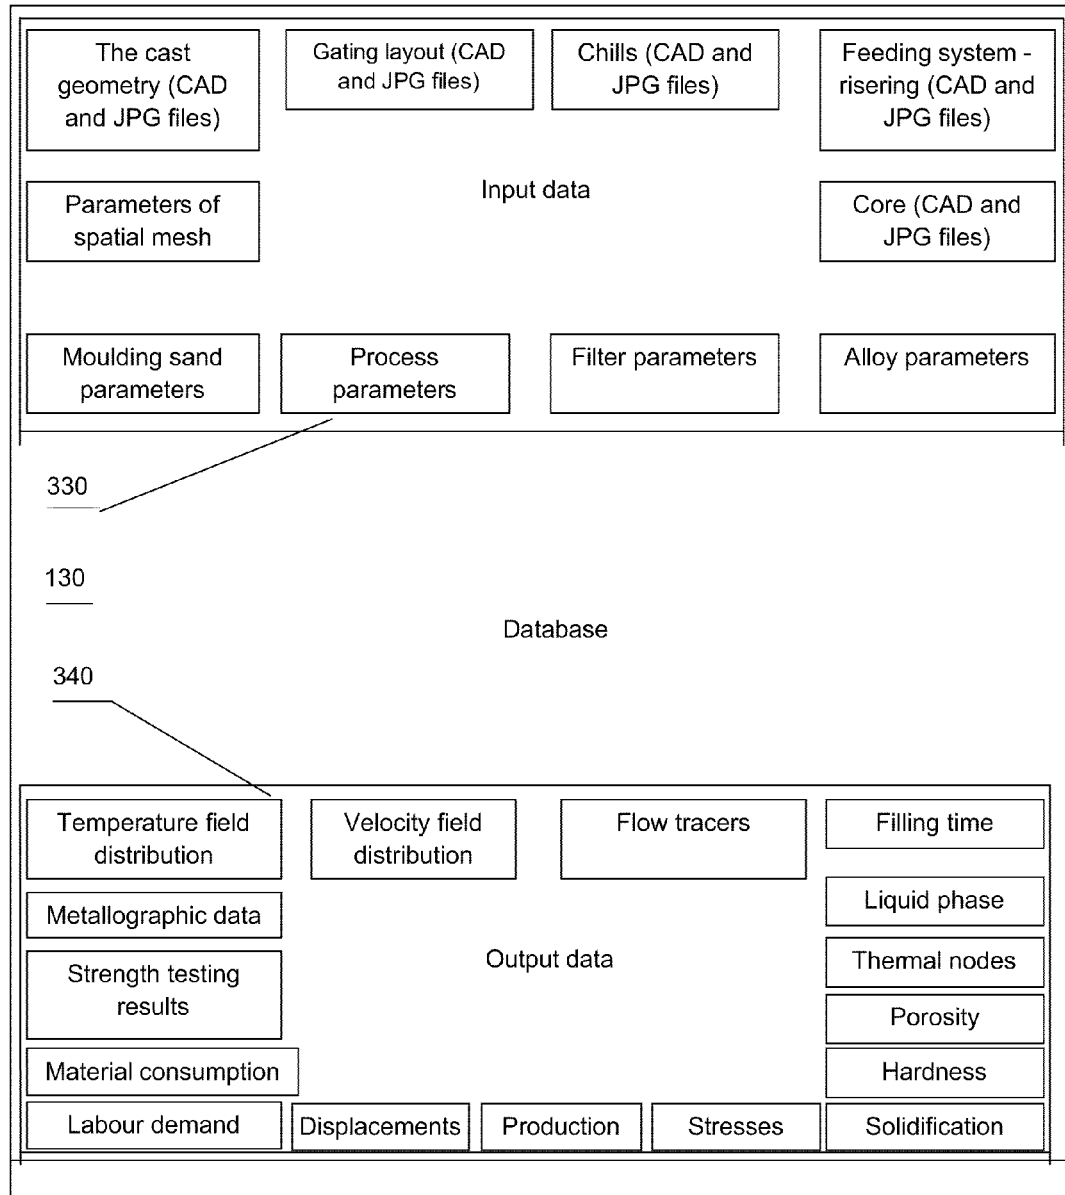 The cast
geometry (CAD
and JPG files)
Gating layout (CAD
and JPG files)
Chills (CAD and
JPG files)
Feeding system -
risering (CAD and
JPG files)
Input data
Parameters of
spatial mesh
Core (CAD and
JPG files)
Moulding sand
parameters
Process
parameters
Filter parameters
Alloy parameters
330
130
Database
340
Temperature field
distribution
Velocity field
distribution
Flow tracers
Filling time
Metallographic data
Liquid phase
Output data
Strength testing
results
Thermal nodes
Porosity
Material consumption
Hardness
Labour demand
Displacements
Production
Stresses
Solidification